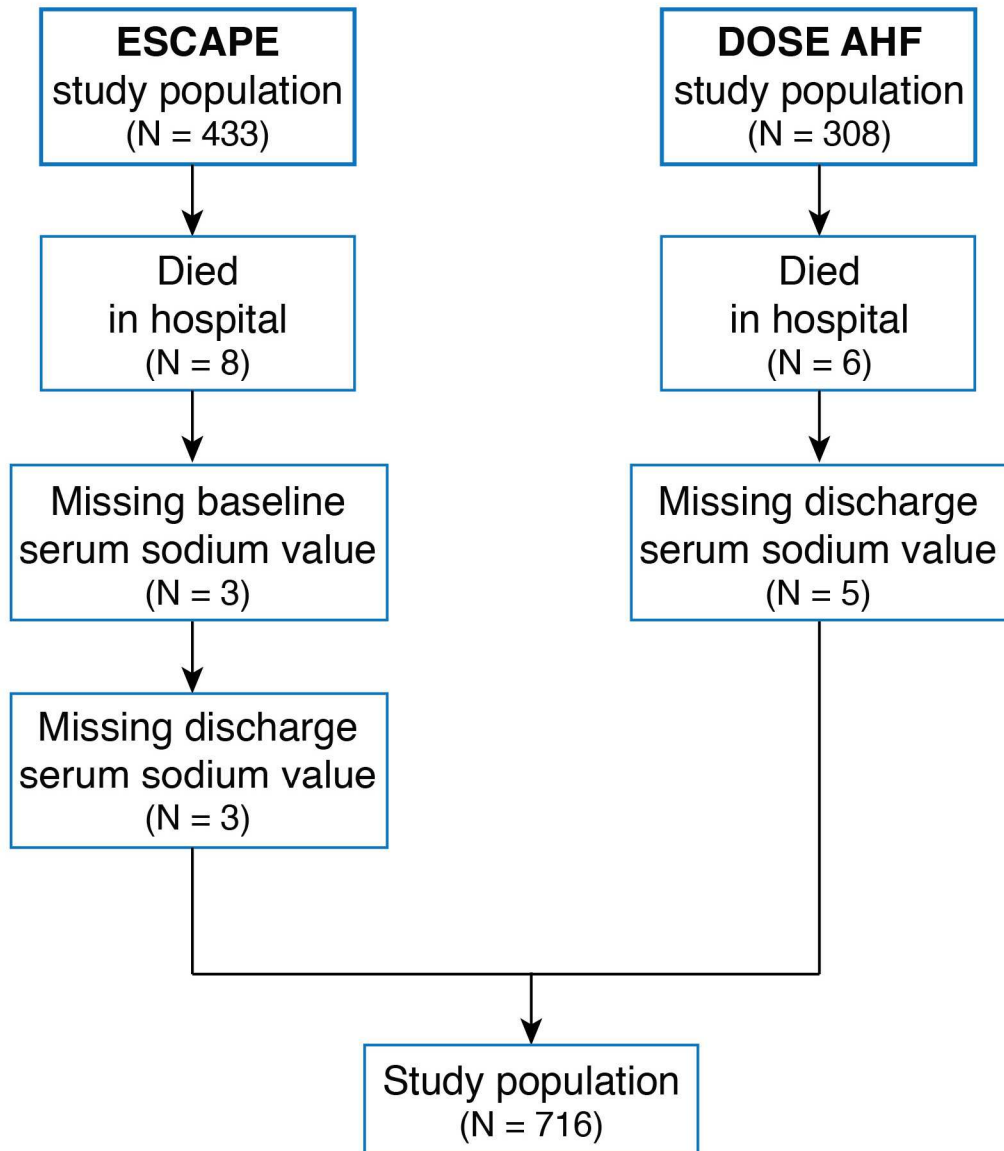 ESCAPE
study population
(N = 433)
DOSE AHF
study population
(N = 308)
Died
in hospital
(N = 8)
Died
in hospital
(N = 6)
Missing baseline
serum sodium value
(N = 3)
Missing discharge
serum sodium value
(N = 5)
Missing discharge
serum sodium value
(N = 3)
Study population
(N = 716)